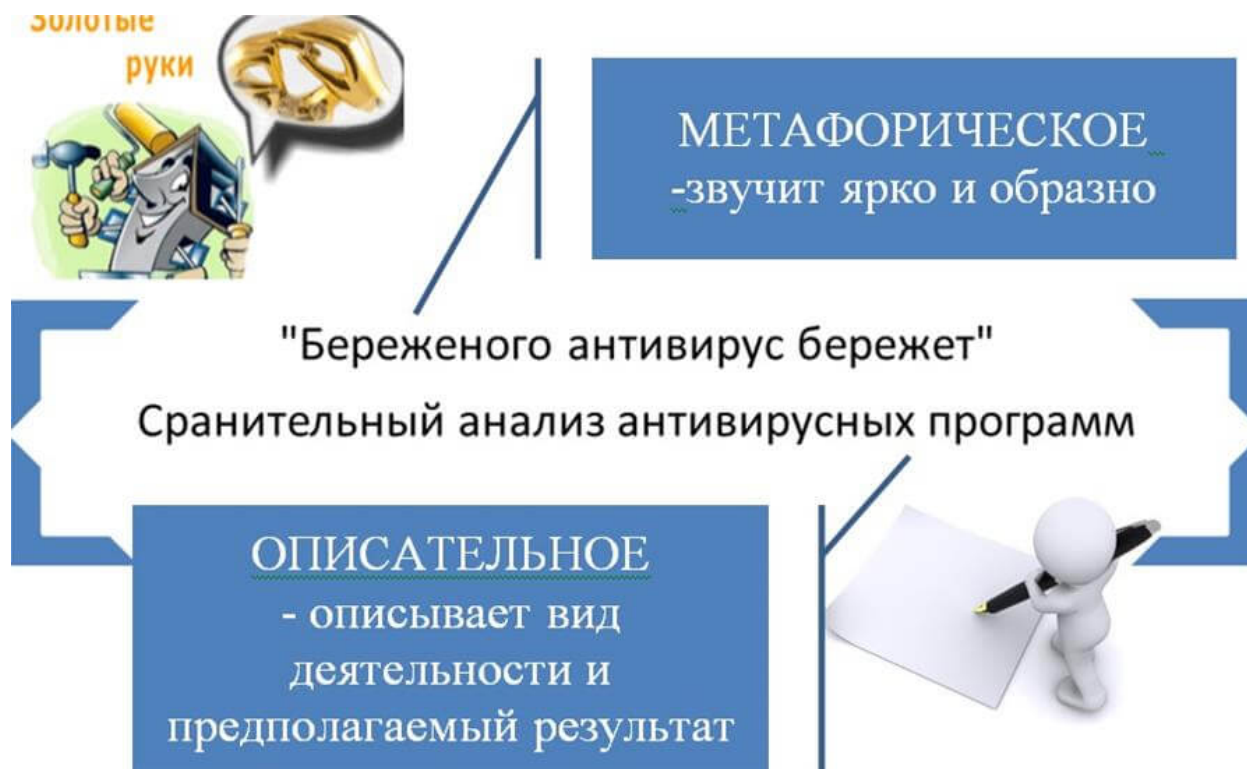 Золотые
руки
МЕТАФОРИЧЕСКОЕ
-звучит ярко и образно
"Береженого антивирус бережет"
Сранительный анализ антивирусных программ
ОПИСАТЕЛЬНОЕ
- описывает вид
деятельности и
предполагаемый результат